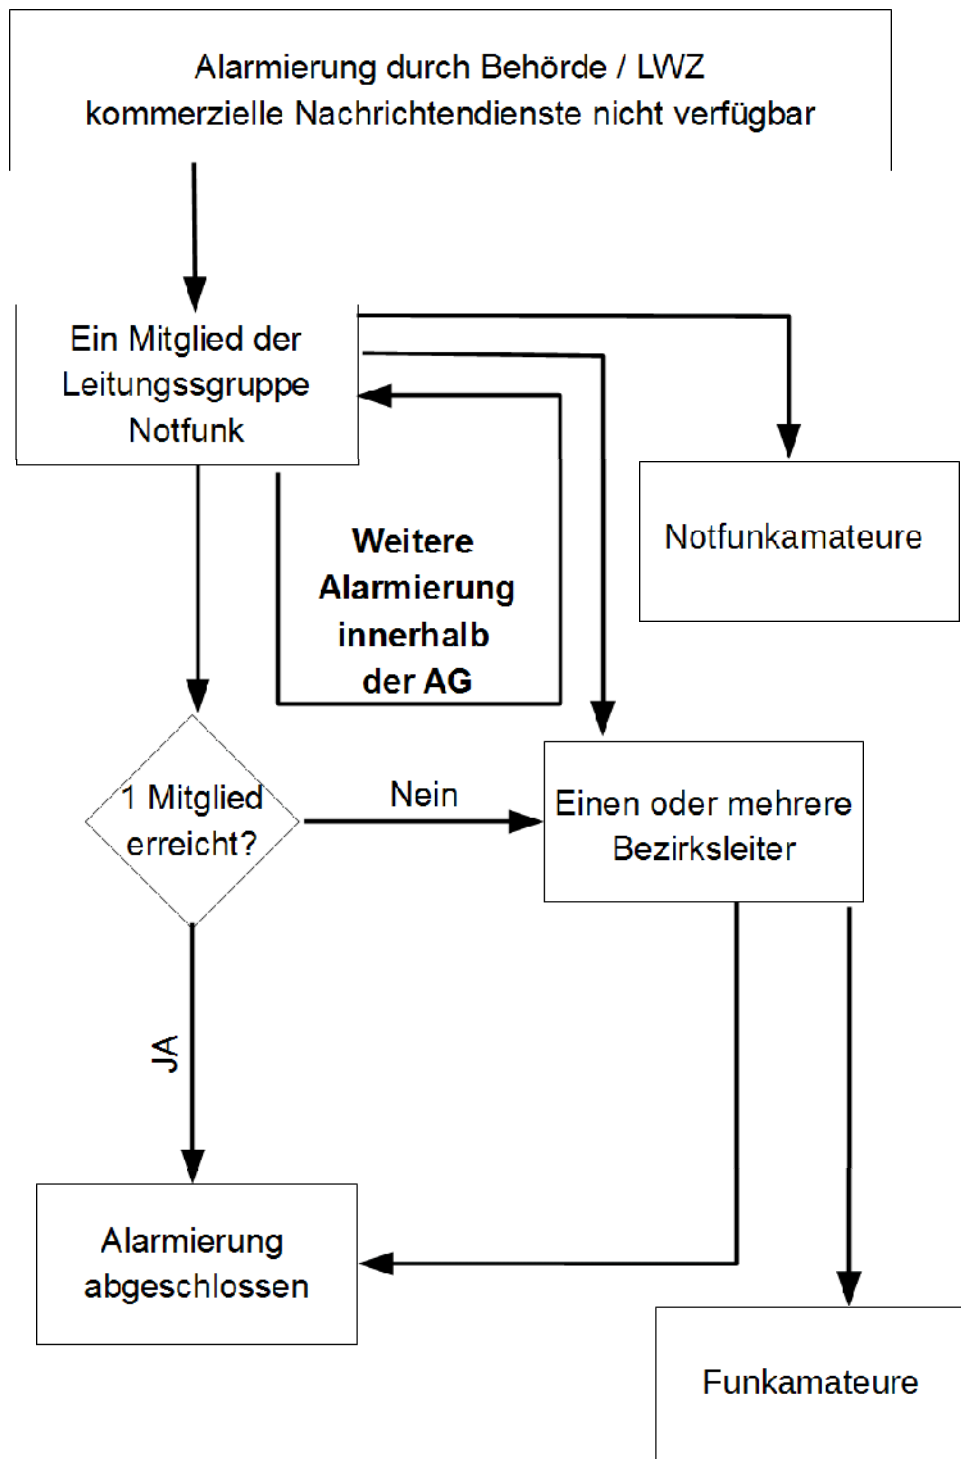 Alarmierung durch Behörde / LWZ
kommerzielle Nachrichtendienste nicht verfügbar
Ein Mitglied der
Leitungssgruppe
Notfunk
Notfunkamateure
Weitere
Alarmierung
innerhalb
der AG
1 Mitglied
erreicht?
Nein
Einen oder mehrere
Bezirksleiter
JA
Alarmierung
abgeschlossen
Funkamateure